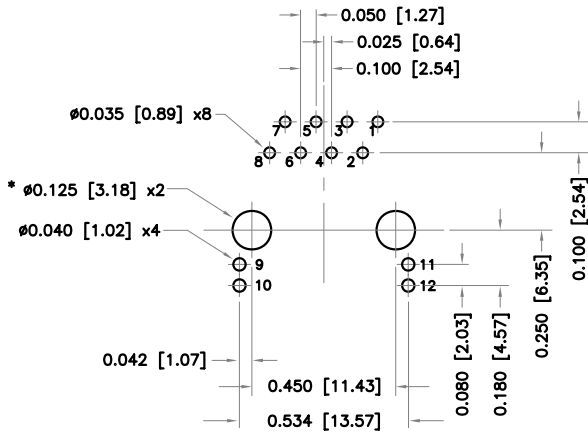 0.050 [1.27]
0.025 [0.64]
0.100 [2.54]
ø0.035 [0.89] x8
7 5 3 1
8 6 4 2
* ø0.125 [3.18] x2
ø0.040 [1.02] x4
9 11
10 12
0.100 [2.54]
0.250 [6.35]
0.180 [4.57]
0.080 [2.03]
0.042 [1.07]
0.450 [11.43]
0.534 [13.57]